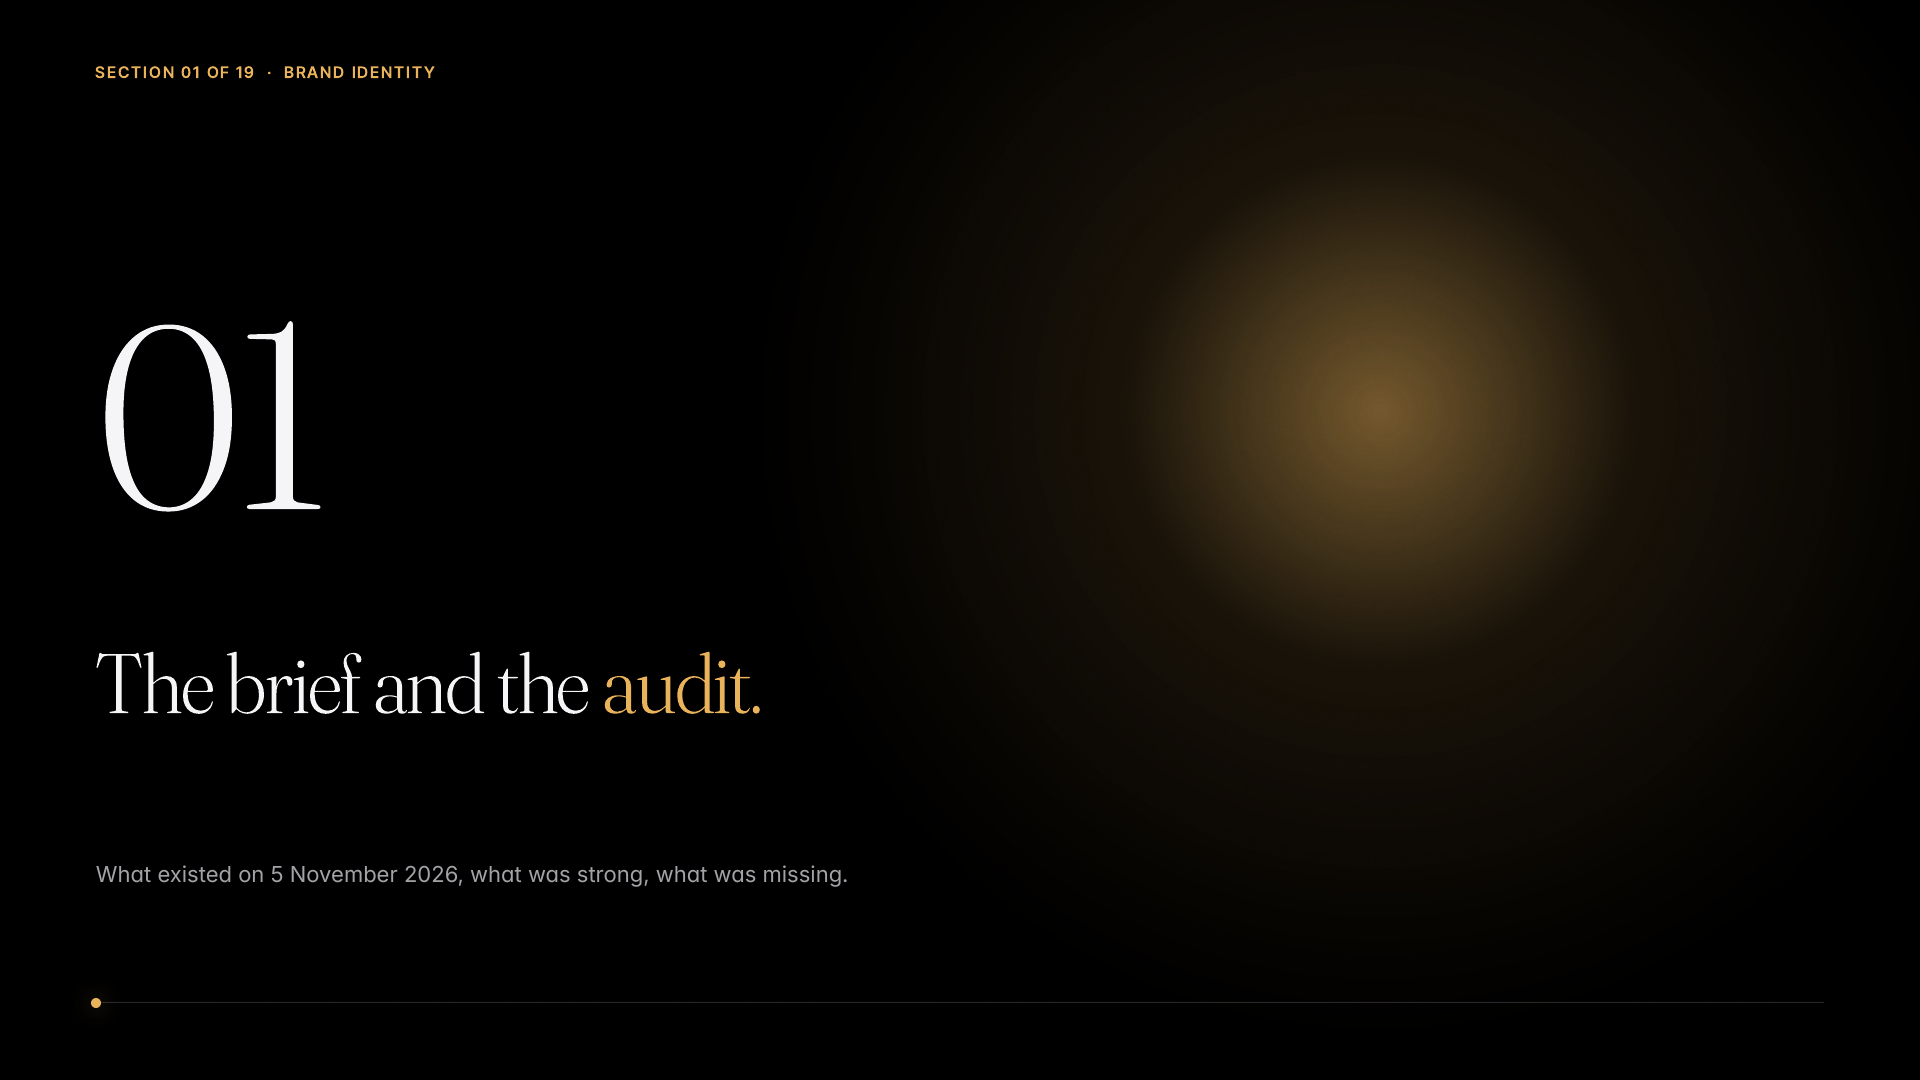 SECTION 01 OF 19 · BRAND IDENTITY
01
The brief and the audit.
What existed on 5 November 2026, what was strong, what was missing.